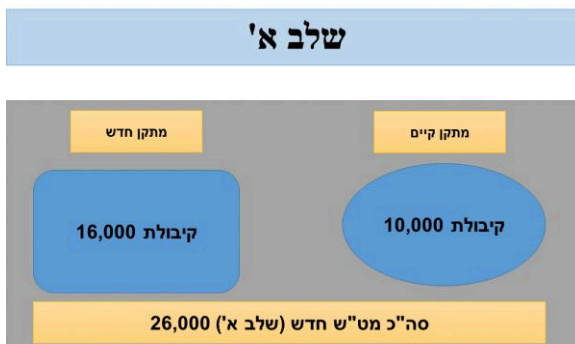 שלב א'
מתקן קיים
מתקן חדש
קיבולת 10,000
קיבולת 16,000
סה"כ מט"ש חדש (שלב א') 26,000